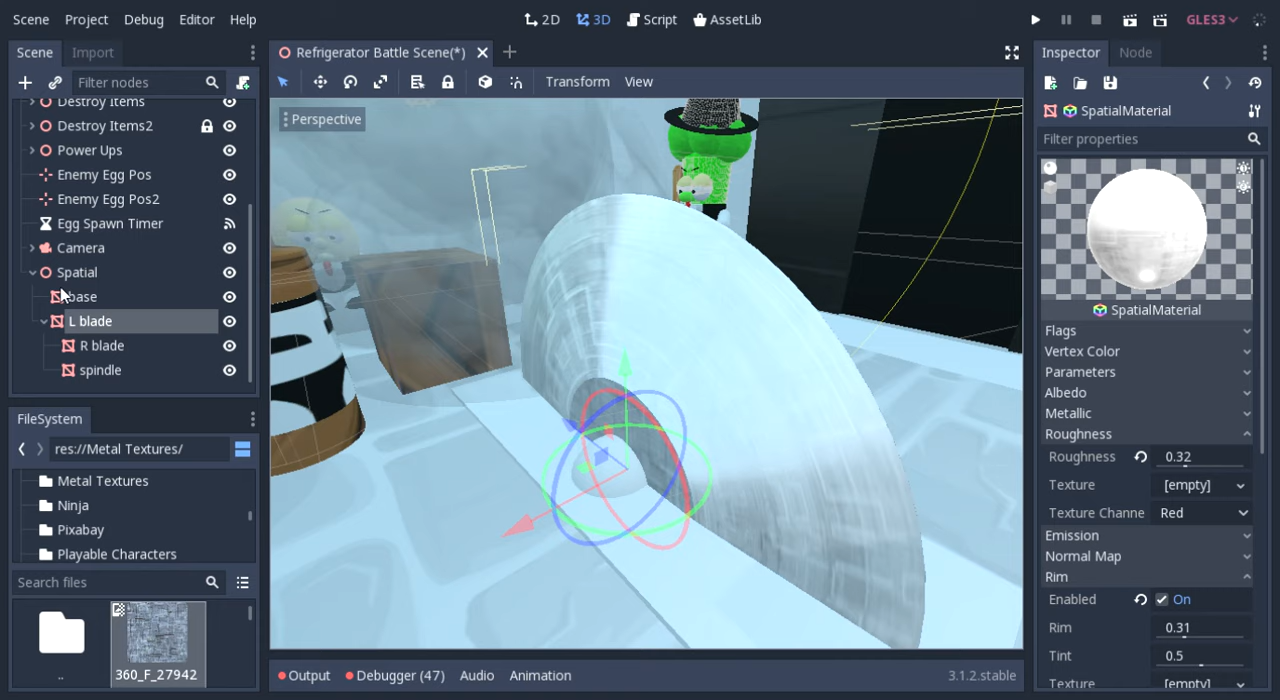 Scene Project Debug Editor Help
2D 3D Script AssetLib
GLES3
Scene Import
Refrigerator Battle Scene(*)
Inspector Node
Filter nodes
Transform View
SpatialMaterial
Filter properties
Perspective
Destroy Items
Destroy Items2
Power Ups
Enemy Egg Pos
Enemy Egg Pos2
Egg Spawn Timer
Camera
Spatial
base
L blade
R blade
spindle
SpatialMaterial
Flags
Vertex Color
Parameters
Albedo
Metallic
Roughness
Roughness 0.32
Texture [empty]
Texture Channe Red
Emission
Normal Map
Rim
Enabled On
Rim 0.31
Tint 0.5
Texture [empty]
FileSystem
res://Metal Textures/
Metal Textures
Ninja
Pixabay
Playable Characters
Search files
..
360_F_27942
Output Debugger (47) Audio Animation
3.1.2.stable